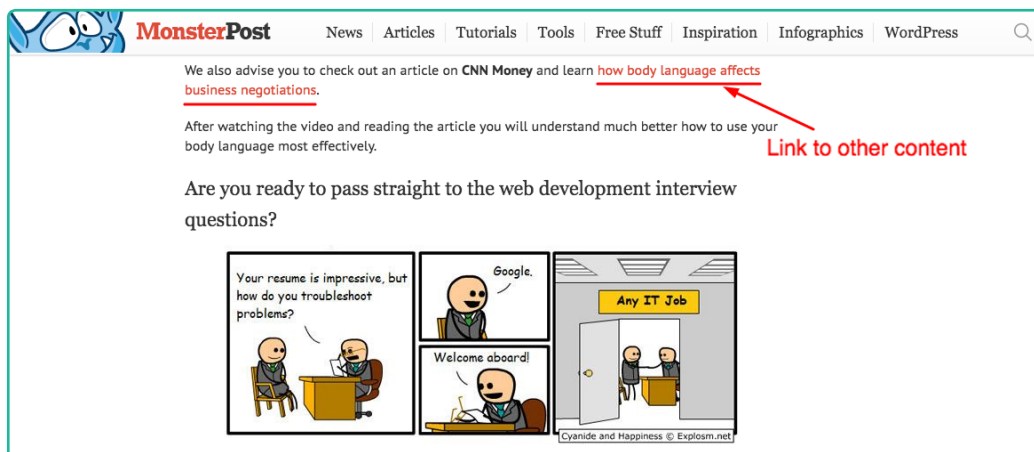 MonsterPost
News Articles Tutorials Tools Free Stuff Inspiration Infographics WordPress
We also advise you to check out an article on CNN Money and learn how body language affects
business negotiations.
After watching the video and reading the article you will understand much better how to use your
body language most effectively.
Link to other content
Are you ready to pass straight to the web development interview
questions?
Your resume is impressive, but
how do you troubleshoot
problems?
Google.
Welcome aboard!
Any IT Job
Cyanide and Happiness © Explosm.net